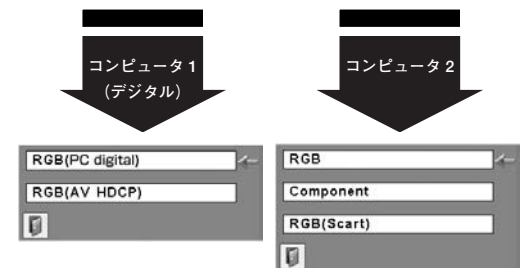 コンピュータ1
(デジタル)
RGB(PC digital)
RGB(AV HDCP)
コンピュータ2
RGB
Component
RGB(Scart)